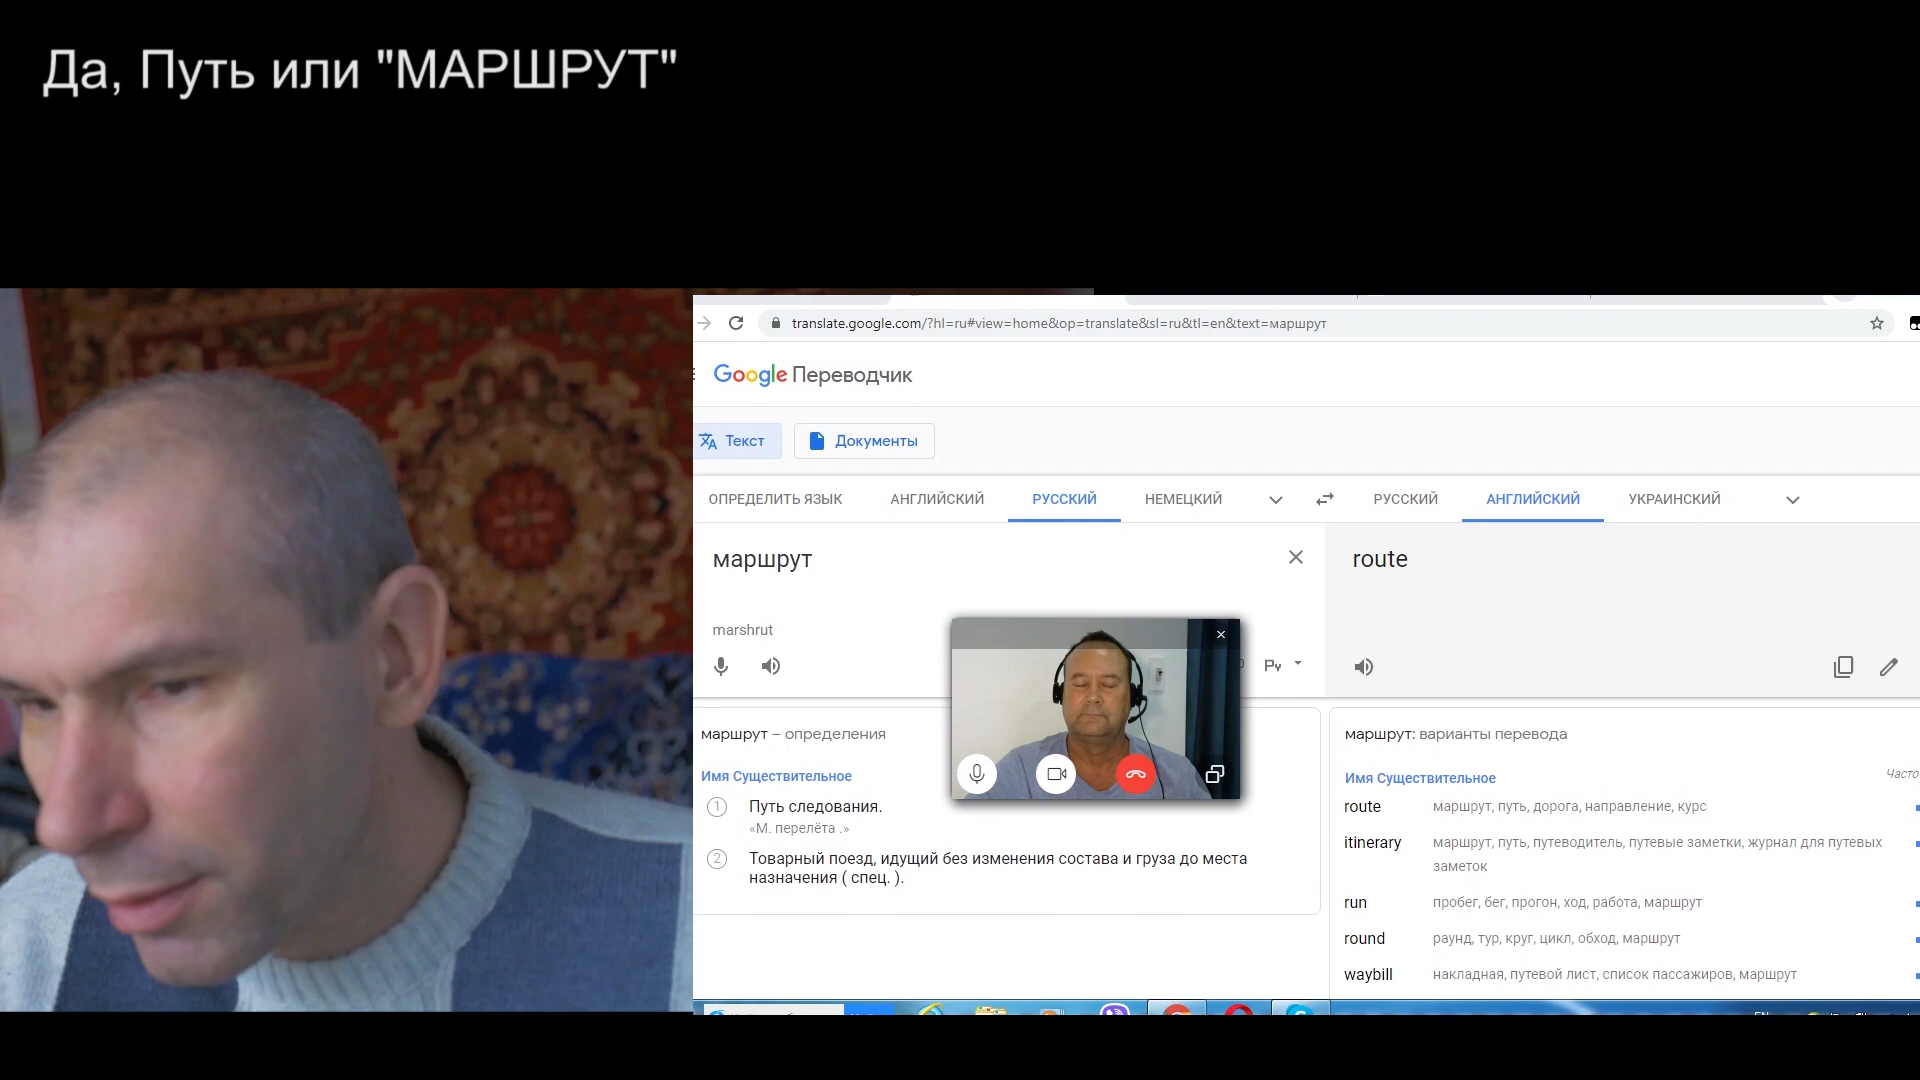 Да, Путь или "МАРШРУТ"
translate.google.com/?hl=ru#view=home&op=translate&sl=ru&tl=en&text=маршрут
Google Переводчик
Текст
Документы
ОПРЕДЕЛИТЬ ЯЗЫК
АНГЛИЙСКИЙ
РУССКИЙ
НЕМЕЦКИЙ
РУССКИЙ
АНГЛИЙСКИЙ
УКРАИНСКИЙ
маршрут
marshrut
route
маршрут – определения
Имя Существительное
1 Путь следования.
«М. перелёта .»
2 Товарный поезд, идущий без изменения состава и груза до места
назначения ( спец. ).
маршрут: варианты перевода
Имя Существительное
Часто
route маршрут, путь, дорога, направление, курс
itinerary маршрут, путь, путеводитель, путевые заметки, журнал для путевых
заметок
run пробег, бег, прогон, ход, работа, маршрут
round раунд, тур, круг, цикл, обход, маршрут
waybill накладная, путевой лист, список пассажиров, маршрут